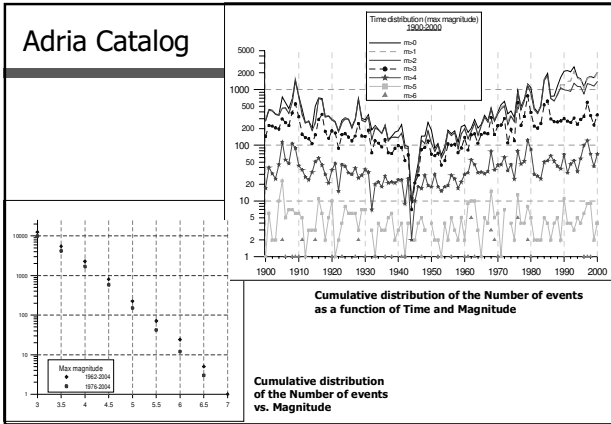 Adria Catalog
Time distribution (max magnitude)
1900-2000
m>0
m>1
m>2
m>3
m>4
m>5
m>6
5000
2000
1000
500
200
100
50
20
10
5
2
1
1900 1910 1920 1930 1940 1950 1960 1970 1980 1990 2000
Cumulative distribution of the Number of events
as a function of Time and Magnitude
10000
1000
100
10
1
Max magnitude
1962-2004
1976-2004
3 3.5 4 4.5 5 5.5 6 6.5 7
Cumulative distribution
of the Number of events
vs. Magnitude